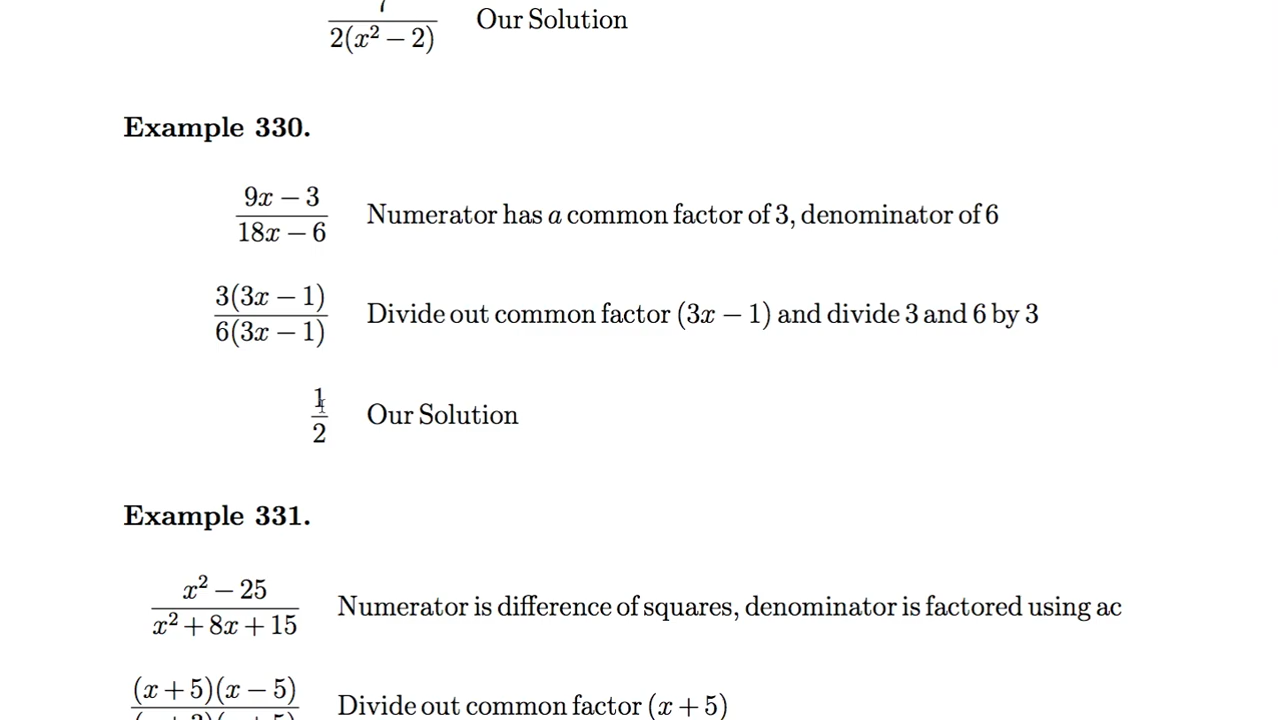 7
2(x² − 2) Our Solution
Example 330.
9x − 3
18x − 6 Numerator has a common factor of 3, denominator of 6
3(3x − 1)
6(3x − 1) Divide out common factor (3x − 1) and divide 3 and 6 by 3
1
2 Our Solution
Example 331.
x² − 25
x² + 8x + 15 Numerator is difference of squares, denominator is factored using ac
(x + 5)(x − 5) Divide out common factor (x + 5)